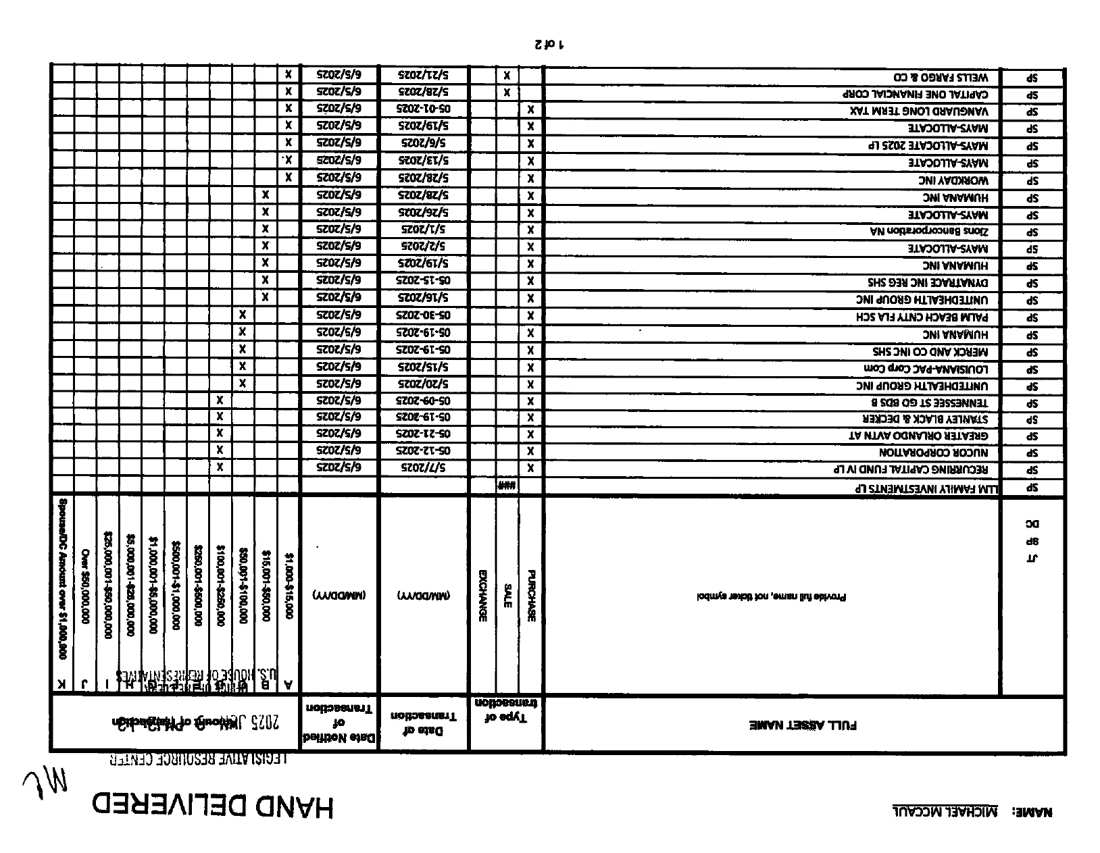 NAME: MICHAEL MCCAUL
HAND DELIVERED
MC
LEGISLATIVE RESOURCE CENTER
FULL ASSET NAME Type of transaction Date of Transaction Date Notified of Transaction Amount of Transaction
2025
U.S. HOUSE OF REPRESENTATIVES
A B C D E F G H I J K
JT
SP
DC
Provide full name, not ticker symbol
PURCHASE
SALE
EXCHANGE
(MM/DD/YY) (MM/DD/YY)
$1,000-$15,000
$15,001-$50,000
$50,001-$100,000
$100,001-$250,000
$250,001-$500,000
$500,001-$1,000,000
$1,000,001-$5,000,000
$5,000,001-$25,000,000
$25,000,001-$50,000,000
Over $50,000,000
Spouse/DC Amount over $1,000,000
SP LLM FAMILY INVESTMENTS LP ###
SP RECURRING CAPITAL FUND IV LP X 5/7/2025 6/5/2025 X
SP NUCOR CORPORATION X 05-12-2025 6/5/2025 X
SP GREATER ORLANDO AVTN AT X 05-21-2025 6/5/2025 X
SP STANLEY BLACK & DECKER X 05-19-2025 6/5/2025 X
SP TENNESSEE ST GO BDS B X 05-09-2025 6/5/2025 X
SP UNITEDHEALTH GROUP INC X 5/20/2025 6/5/2025 X
SP LOUISIANA-PAC Corp Com X 5/15/2025 6/5/2025 X
SP MERCK AND CO INC SHS X 05-19-2025 6/5/2025 X
SP HUMANA INC X 05-19-2025 6/5/2025 X
SP PALM BEACH CNTY FLA SCH X 05-30-2025 6/5/2025 X
SP UNITEDHEALTH GROUP INC X 5/16/2025 6/5/2025 X
SP DYNATRACE INC REG SHS X 05-15-2025 6/5/2025 X
SP HUMANA INC X 5/19/2025 6/5/2025 X
SP MAYS-ALLOCATE X 5/2/2025 6/5/2025 X
SP Zions Bancorporation NA X 5/1/2025 6/5/2025 X
SP MAYS-ALLOCATE X 5/26/2025 6/5/2025 X
SP HUMANA INC X 5/28/2025 6/5/2025 X
SP WORKDAY INC X 5/28/2025 6/5/2025 X
SP MAYS-ALLOCATE X 5/13/2025 6/5/2025 X
SP MAYS-ALLOCATE 2025 LP X 5/6/2025 6/5/2025 X
SP MAYS-ALLOCATE X 5/19/2025 6/5/2025 X
SP VANGUARD LONG TERM TAX X 05-01-2025 6/5/2025 X
SP CAPITAL ONE FINANCIAL CORP X 5/28/2025 6/5/2025 X
SP WELLS FARGO & CO X 5/21/2025 6/5/2025 X
1 of 2